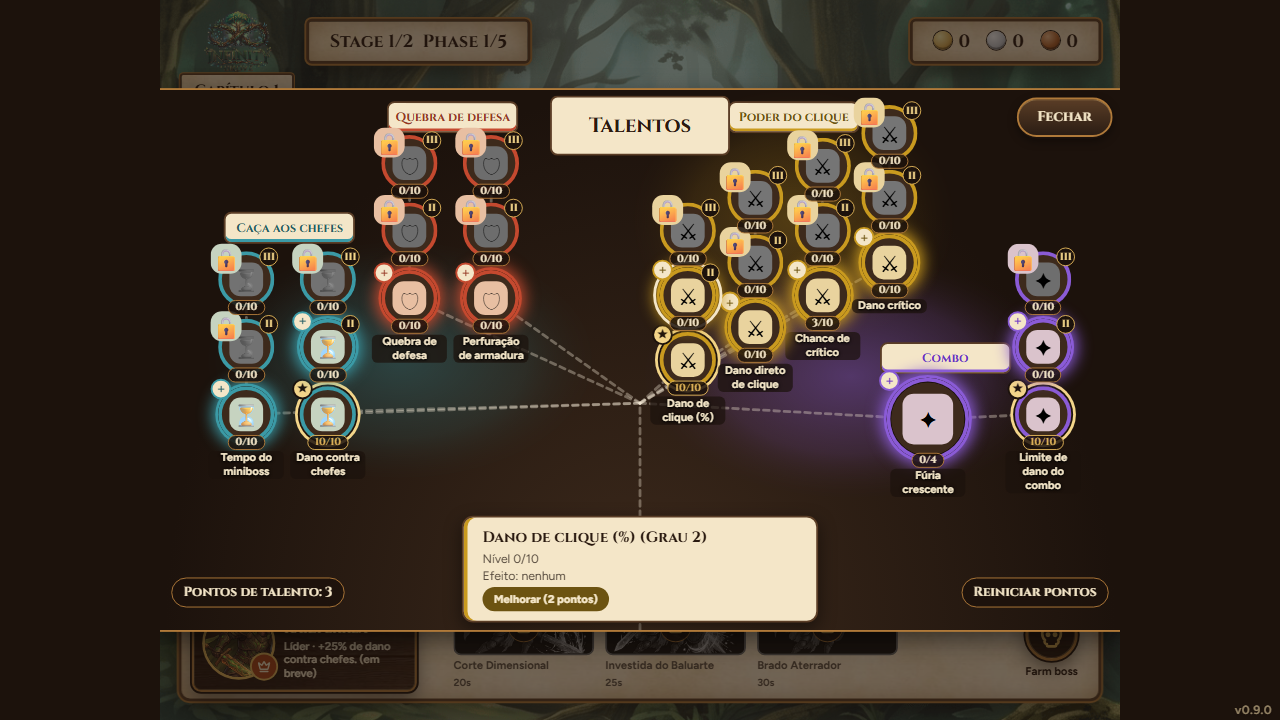 STAGE 1/2 PHASE 1/5
0 0 0
CAPÍTULO 1
TALENTOS
FECHAR
QUEBRA DE DEFESA
III
0/10
III
0/10
II
0/10
II
0/10
0/10
Quebra de
defesa
0/10
Perfuração
de armadura
CAÇA AOS CHEFES
III
0/10
III
0/10
II
0/10
II
0/10
0/10
Tempo do
miniboss
10/10
Dano contra
chefes
PODER DO CLIQUE
III
0/10
II
0/10
10/10
Dano de
clique (%)
III
0/10
II
0/10
0/10
Dano direto
de clique
III
0/10
II
0/10
3/10
Chance de
crítico
III
0/10
II
0/10
0/10
Dano crítico
COMBO
0/4
Fúria
crescente
III
0/10
II
0/10
10/10
Limite de
dano do
combo
DANO DE CLIQUE (%) (GRAU 2)
Nível 0/10
Efeito: nenhum
Melhorar (2 pontos)
PONTOS DE TALENTO: 3
REINICIAR PONTOS
Líder · +25% de dano
contra chefes. (em
breve)
Corte Dimensional
20s
Investida do Baluarte
25s
Brado Aterrador
30s
Farm boss
v0.9.0